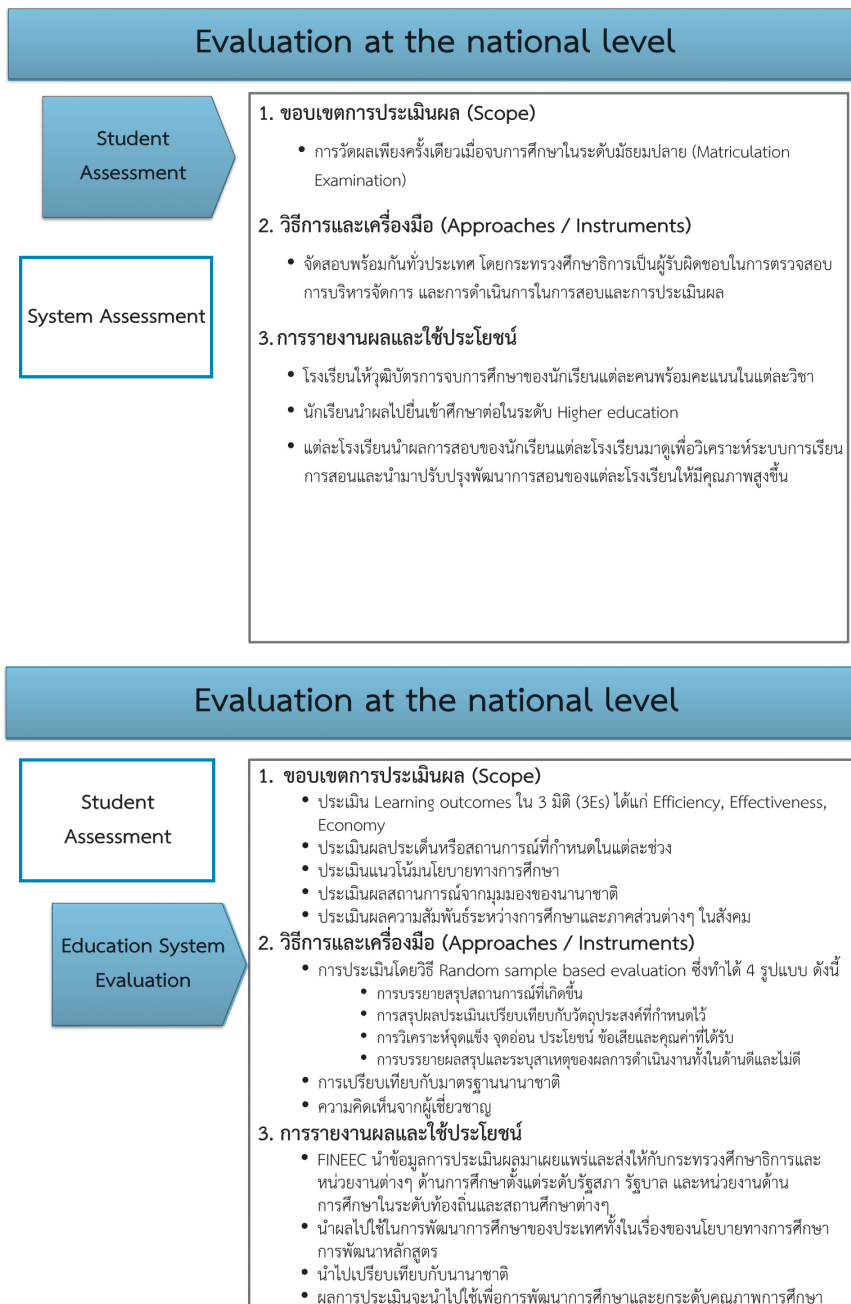 Evaluation at the national level
Student
Assessment
System Assessment
1. ขอบเขตการประเมินผล (Scope)
• การวัดผลเพียงครั้งเดียวเมื่อจบการศึกษาในระดับมัธยมปลาย (Matriculation
Examination)
2. วิธีการและเครื่องมือ (Approaches / Instruments)
• จัดสอบพร้อมกันทั่วประเทศ โดยกระทรวงศึกษาธิการเป็นผู้รับผิดชอบในการตรวจสอบ
การบริหารจัดการ และการดำเนินการในการสอบและการประเมินผล
3. การรายงานผลและใช้ประโยชน์
• โรงเรียนให้วุฒิบัตรการจบการศึกษาของนักเรียนแต่ละคนพร้อมคะแนนในแต่ละวิชา
• นักเรียนนำผลไปยื่นเข้าศึกษาต่อในระดับ Higher education
• แต่ละโรงเรียนนำผลการสอบของนักเรียนแต่ละโรงเรียนมาดูเพื่อวิเคราะห์ระบบการเรียน
การสอนและนำมาปรับปรุงพัฒนาการสอนของแต่ละโรงเรียนให้มีคุณภาพสูงขึ้น
Evaluation at the national level
Student
Assessment
Education System
Evaluation
1. ขอบเขตการประเมินผล (Scope)
• ประเมิน Learning outcomes ใน 3 มิติ (3Es) ได้แก่ Efficiency, Effectiveness,
Economy
• ประเมินผลประเด็นหรือสถานการณ์ที่กำหนดในแต่ละช่วง
• ประเมินแนวโน้มนโยบายทางการศึกษา
• ประเมินผลสถานการณ์จากมุมมองของนานาชาติ
• ประเมินผลความสัมพันธ์ระหว่างการศึกษาและภาคส่วนต่างๆ ในสังคม
2. วิธีการและเครื่องมือ (Approaches / Instruments)
• การประเมินโดยวิธี Random sample based evaluation ซึ่งทำได้ 4 รูปแบบ ดังนี้
• การบรรยายสรุปสถานการณ์ที่เกิดขึ้น
• การสรุปผลประเมินเปรียบเทียบกับวัตถุประสงค์ที่กำหนดไว้
• การวิเคราะห์จุดแข็ง จุดอ่อน ประโยชน์ ข้อเสียและคุณค่าที่ได้รับ
• การบรรยายผลสรุปและระบุสาเหตุของผลการดำเนินงานทั้งในด้านดีและไม่ดี
• การเปรียบเทียบกับมาตรฐานนานาชาติ
• ความคิดเห็นจากผู้เชี่ยวชาญ
3. การรายงานผลและใช้ประโยชน์
• FINEEC นำข้อมูลการประเมินผลมาเผยแพร่และส่งให้กับกระทรวงศึกษาธิการและ
หน่วยงานต่างๆ ด้านการศึกษาตั้งแต่ระดับรัฐสภา รัฐบาล และหน่วยงานด้าน
การศึกษาในระดับท้องถิ่นและสถานศึกษาต่างๆ
• นำผลไปใช้ในการพัฒนาการศึกษาของประเทศทั้งในเรื่องของนโยบายทางการศึกษา
การพัฒนาหลักสูตร
• นำไปเปรียบเทียบกับนานาชาติ
• ผลการประเมินจะนำไปใช้เพื่อการพัฒนาการศึกษาและยกระดับคุณภาพการศึกษา